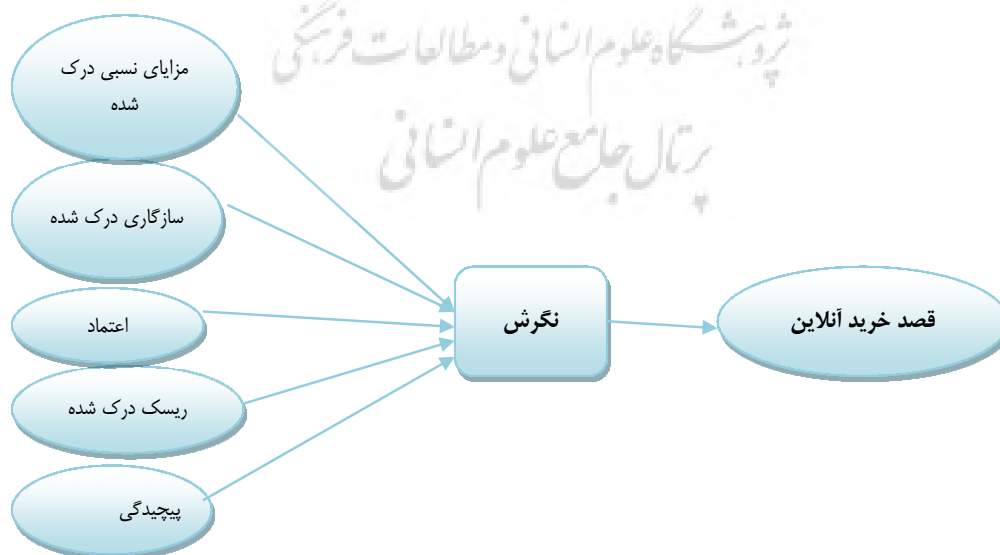 پژوهشگاه علوم انسانی و مطالعات فرهنگی
پرتال جامع علوم انسانی
مزایای نسبی درک
شده
سازگاری درک شده
اعتماد
ریسک درک شده
پیچیدگی
نگرش
قصد خرید آنلاین